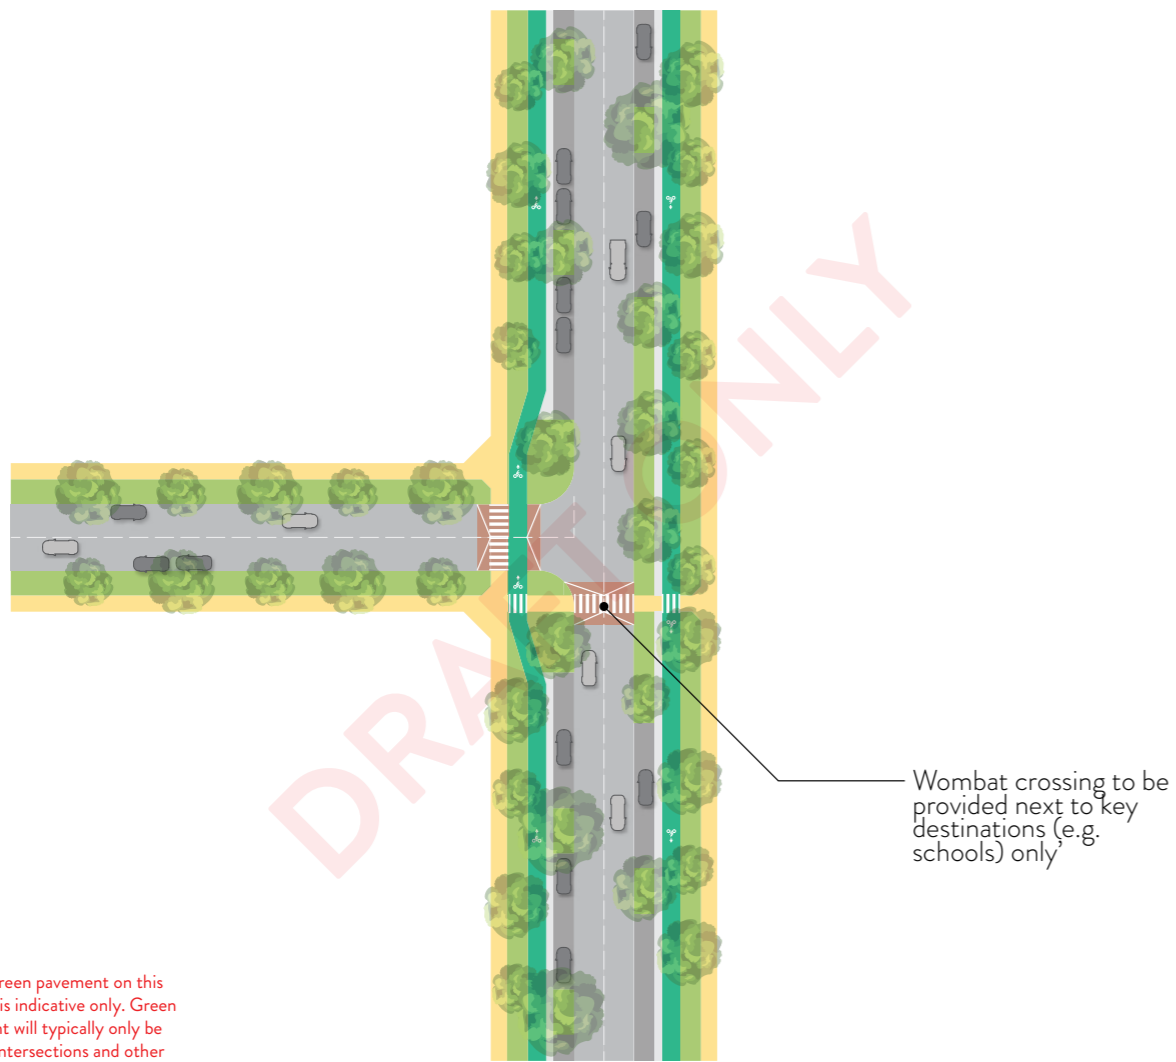 DRAFT ONLY
Wombat crossing to be
provided next to key
destinations (e.g.
schools) only
reen pavement on this
is indicative only. Green
nt will typically only be
ntersections and other